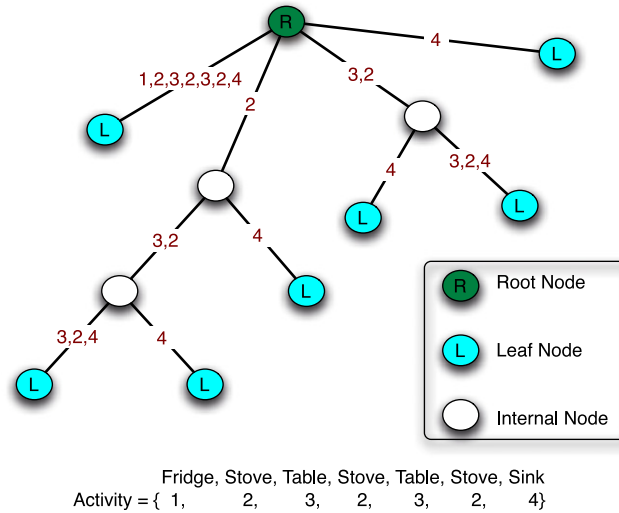 R
4
L
1,2,3,2,3,2,4
3,2
2
L
4
3,2,4
L
L
3,2
4
L
3,2,4
4
L
L
R Root Node
L Leaf Node
Internal Node
Fridge, Stove, Table, Stove, Table, Stove, Sink
Activity = { 1, 2, 3, 2, 3, 2, 4}